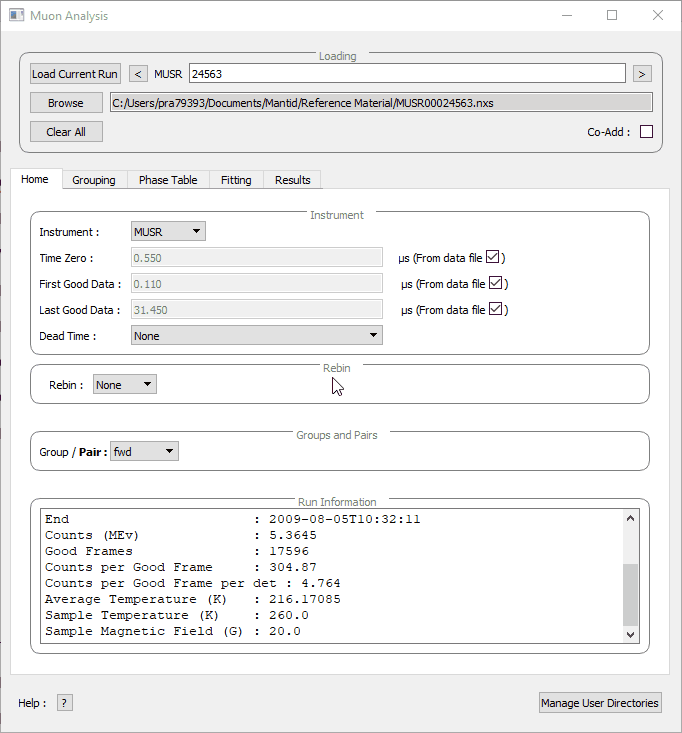 Muon Analysis
Loading
Load Current Run < MUSR 24563 >
Browse C:/Users/pra79393/Documents/Mantid/Reference Material/MUSR00024563.nxs
Clear All Co-Add :
Home Grouping Phase Table Fitting Results
Instrument
Instrument : MUSR
Time Zero : 0.550 µs (From data file )
First Good Data : 0.110 µs (From data file )
Last Good Data : 31.450 µs (From data file )
Dead Time : None
Rebin
Rebin : None
Groups and Pairs
Group / Pair : fwd
Run Information
End : 2009-08-05T10:32:11
Counts (MEv) : 5.3645
Good Frames : 17596
Counts per Good Frame : 304.87
Counts per Good Frame per det : 4.764
Average Temperature (K) : 216.17085
Sample Temperature (K) : 260.0
Sample Magnetic Field (G) : 20.0
Help : ? Manage User Directories